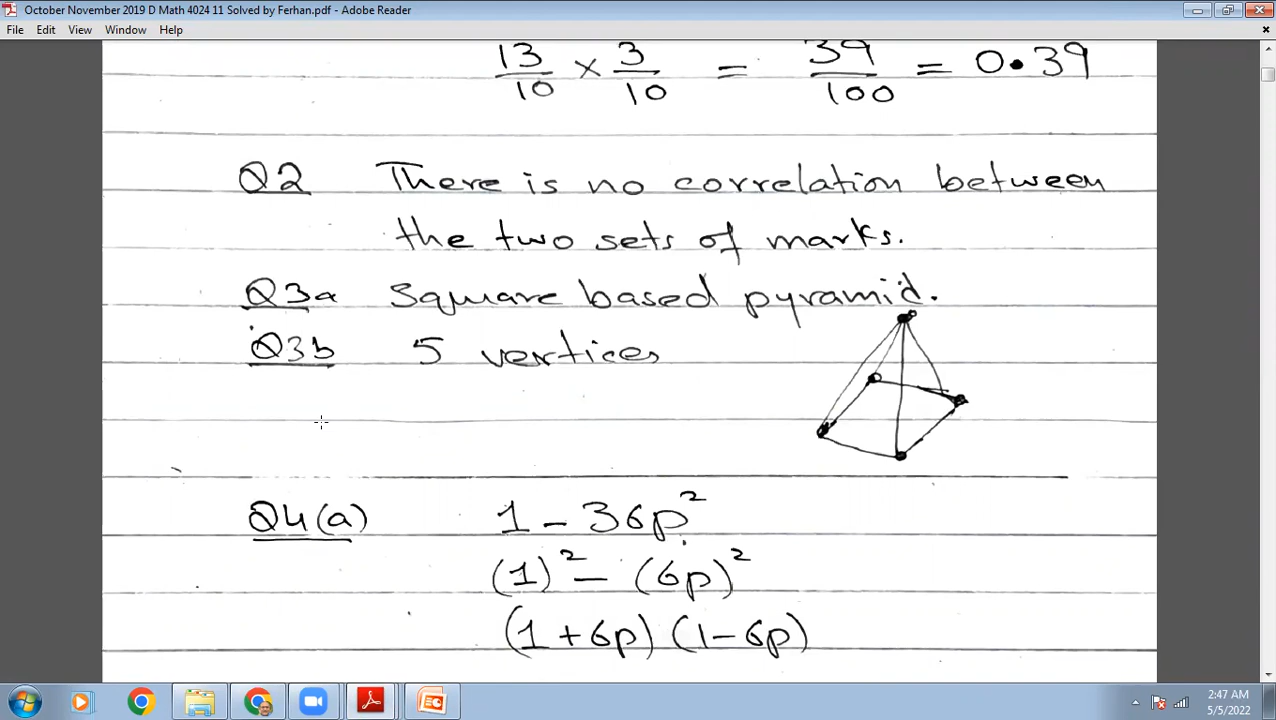 October November 2019 D Math 4024 11 Solved by Ferhan.pdf - Adobe Reader
File Edit View Window Help
13/10 × 3/10 = 39/100 = 0.39
Q2 There is no correlation between
the two sets of marks.
Q3a Square based pyramid.
Q3b 5 vertices
Q4(a) 1 - 36p²
(1)² - (6p)²
(1 + 6p) (1 - 6p)
2:47 AM
5/5/2022